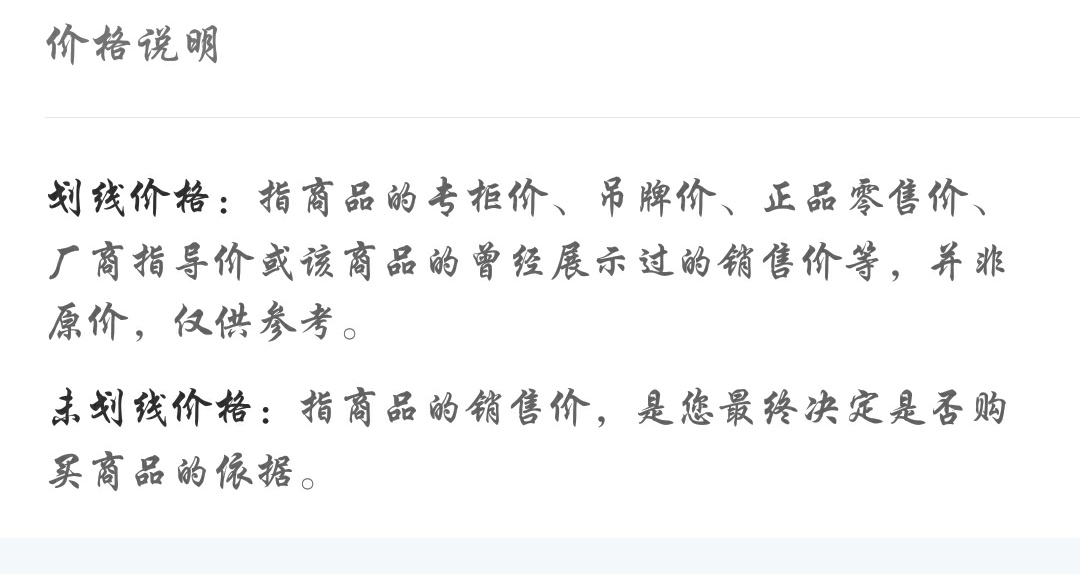 价格说明
划线价格：指商品的专柜价、吊牌价、正品零售价、
厂商指导价或该商品的曾经展示过的销售价等，并非
原价，仅供参考。
未划线价格：指商品的销售价，是您最终决定是否购
买商品的依据。